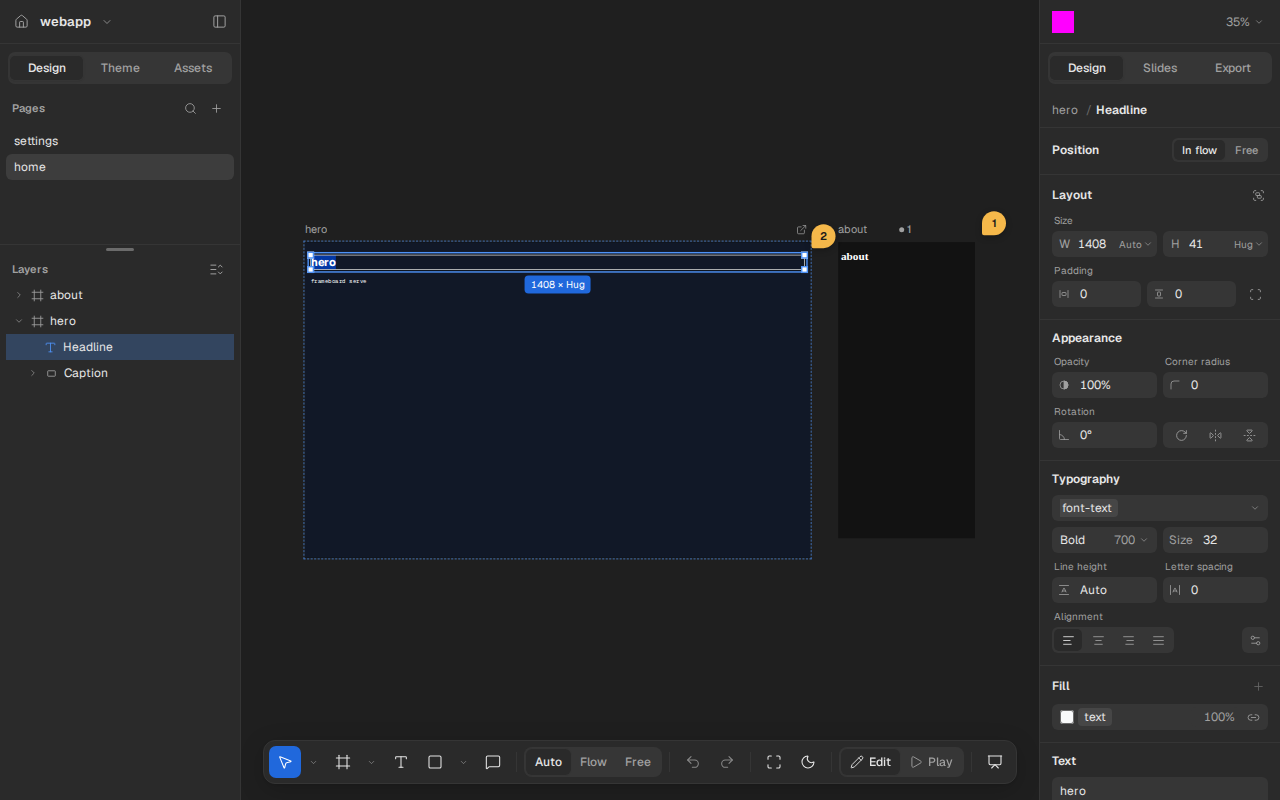 webapp
Design Theme Assets
Pages
settings
home
Layers
about
hero
Headline
Caption
hero
2
about
1
1
hero
frameboard serve
1408 × Hug
about
Auto Flow Free
Edit Play
35%
Design Slides Export
hero / Headline
Position In flow Free
Layout
Size
W 1408 Auto H 41 Hug
Padding
0 0
Appearance
Opacity Corner radius
100% 0
Rotation
0°
Typography
font-text
Bold 700 Size 32
Line height Letter spacing
Auto 0
Alignment
Fill
text 100%
Text
hero